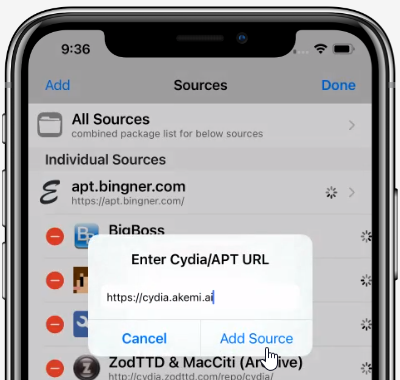 9:36
Add Sources Done
All Sources
combined package list for below sources
Individual Sources
apt.bingner.com
https://apt.bingner.com/
BigBoss
Enter Cydia/APT URL
https://cydia.akemi.ai
Cancel Add Source
ZodTTD & MacCiti
http://cydia.zodttd.com/repo/cydia/